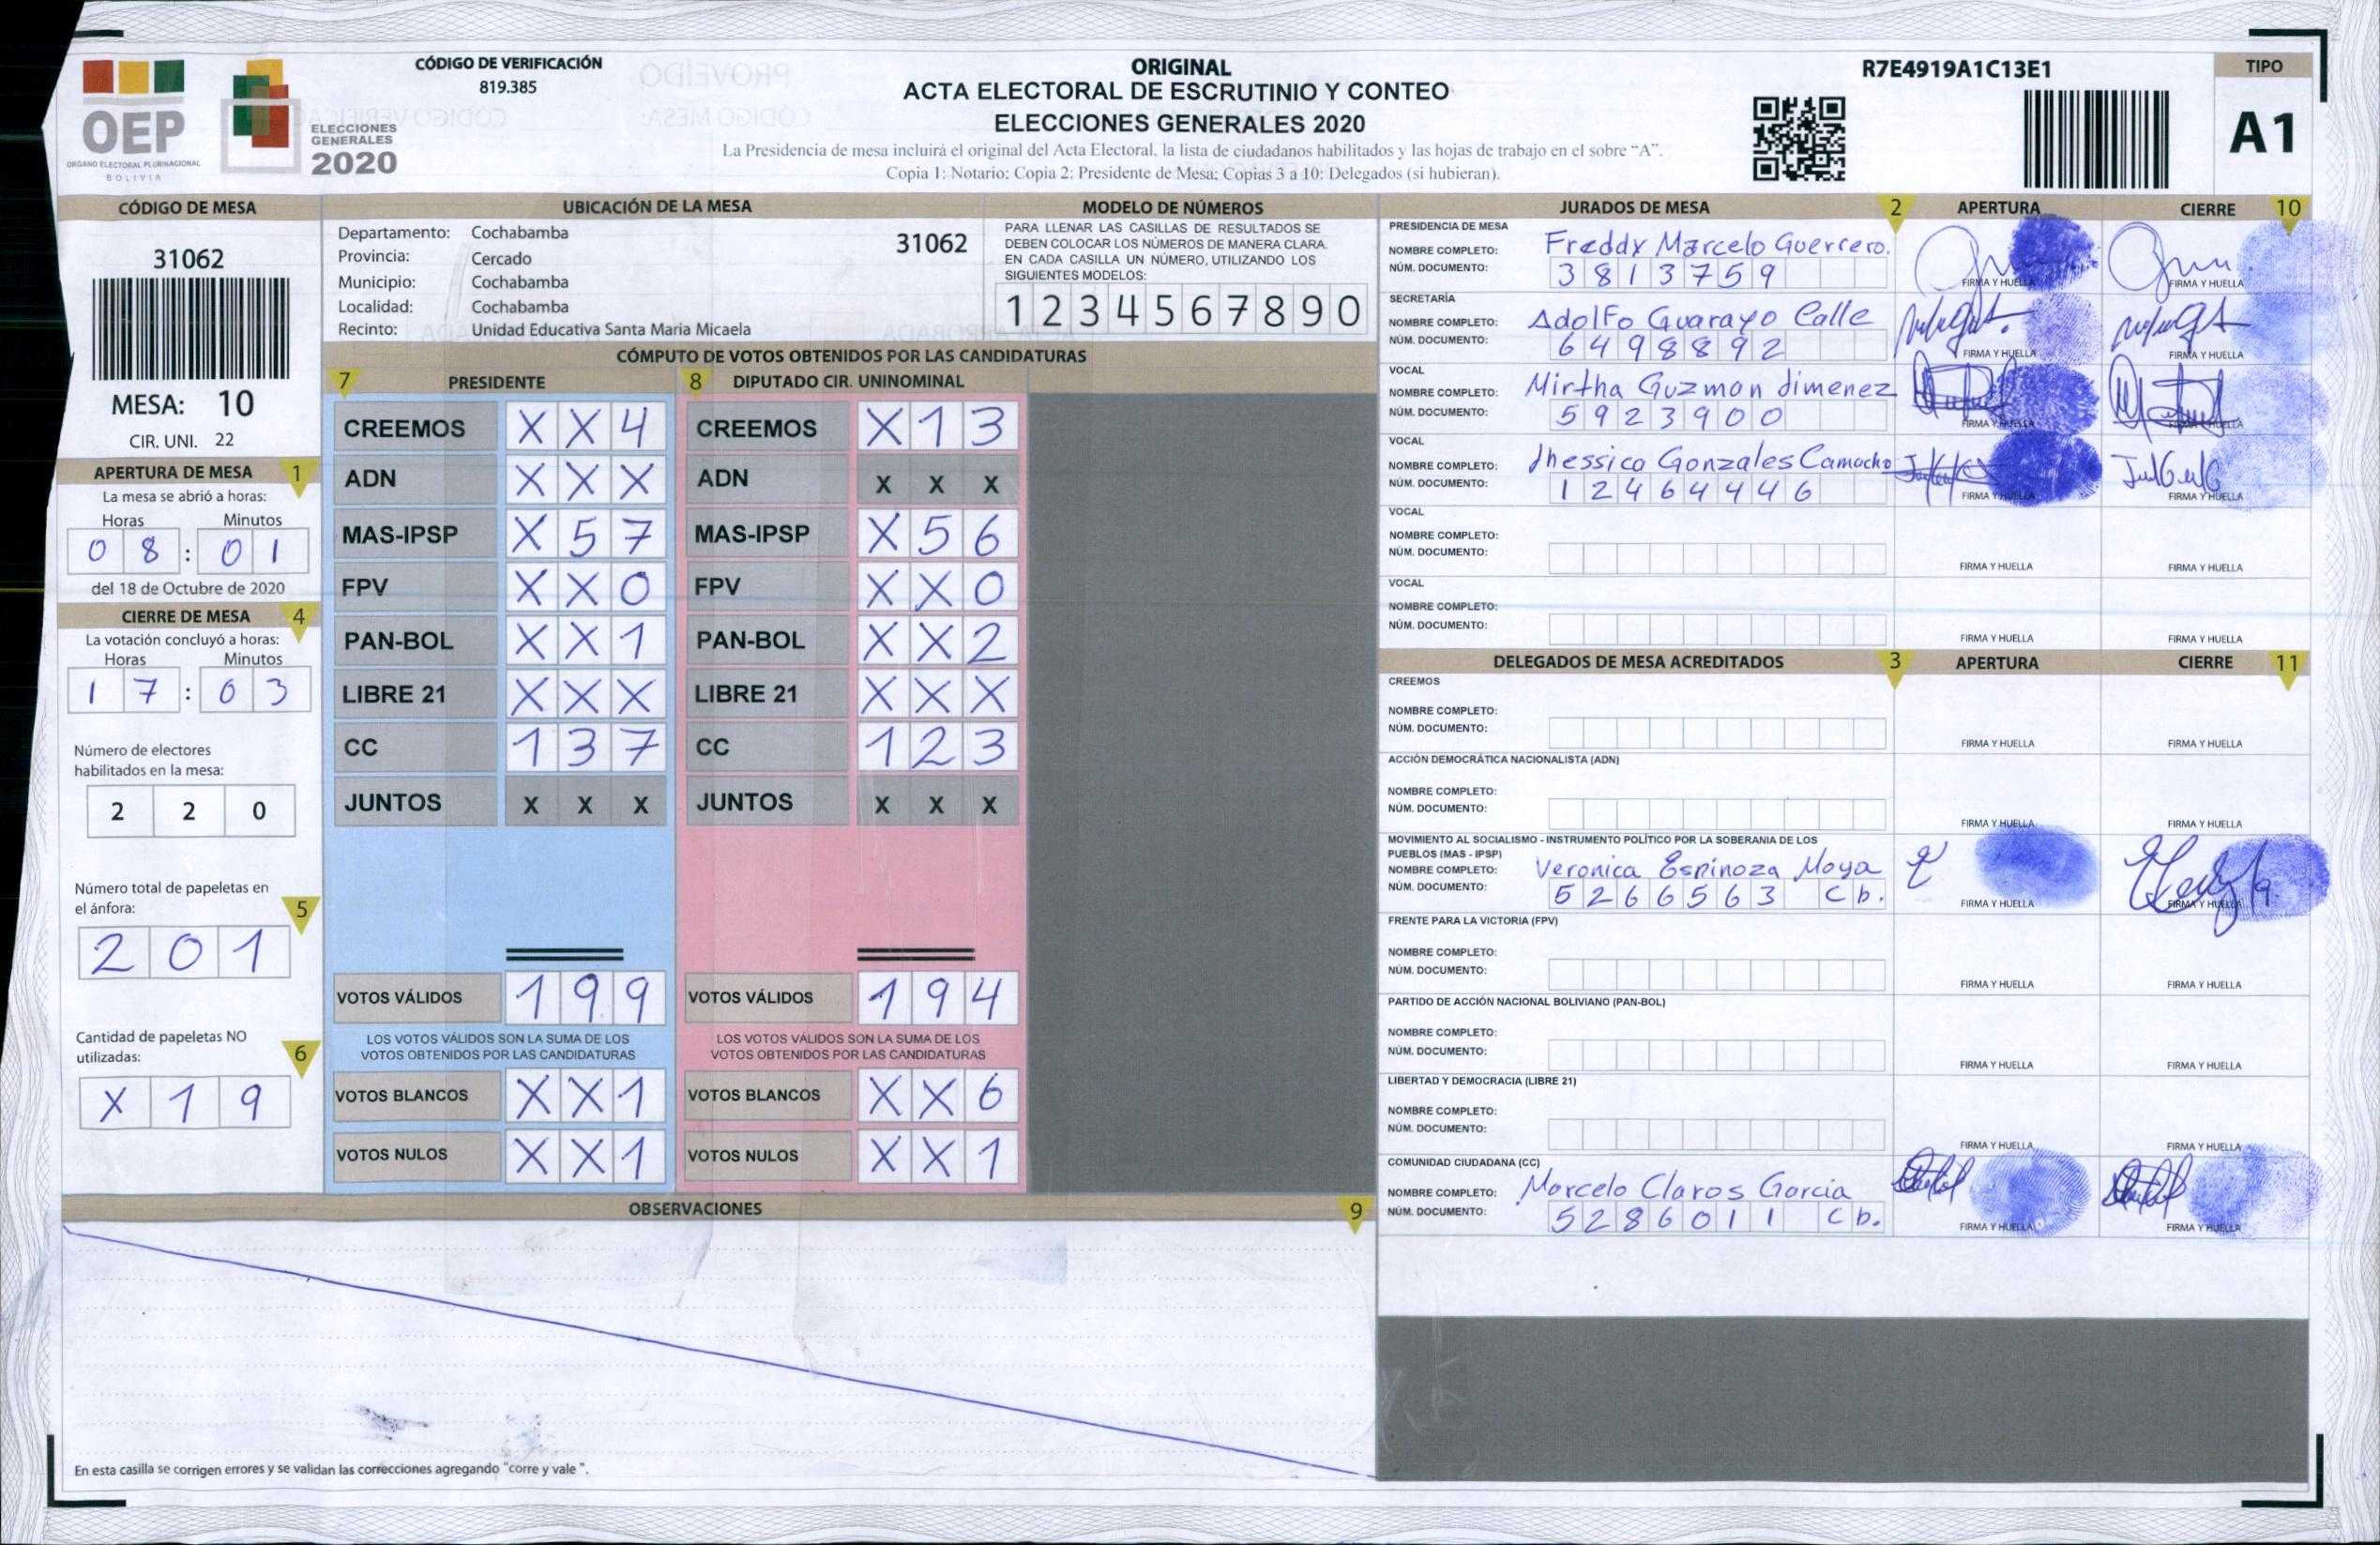 OEP
ÓRGANO ELECTORAL PLURINACIONAL
BOLIVIA
ELECCIONES
GENERALES
2020
CÓDIGO DE VERIFICACIÓN
819.385
ORIGINAL
ACTA ELECTORAL DE ESCRUTINIO Y CONTEO
ELECCIONES GENERALES 2020
La Presidencia de mesa incluirá el original del Acta Electoral, la lista de ciudadanos habilitados y las hojas de trabajo en el sobre “A”.
Copia 1: Notario; Copia 2: Presidente de Mesa; Copias 3 a 10: Delegados (si hubieran).
R7E4919A1C13E1
TIPO
A1
CÓDIGO DE MESA
31062
MESA: 10
CIR. UNI. 22
APERTURA DE MESA 1
La mesa se abrió a horas:
Horas Minutos
0 8 : 0 1
del 18 de Octubre de 2020
CIERRE DE MESA 4
La votación concluyó a horas:
Horas Minutos
1 7 : 0 3
Número de electores
habilitados en la mesa:
2 2 0
Número total de papeletas en
el ánfora: 5
2 0 1
Cantidad de papeletas NO
utilizadas: 6
X 1 9
UBICACIÓN DE LA MESA
Departamento: Cochabamba 31062
Provincia: Cercado
Municipio: Cochabamba
Localidad: Cochabamba
Recinto: Unidad Educativa Santa Maria Micaela
MODELO DE NÚMEROS
PARA LLENAR LAS CASILLAS DE RESULTADOS SE
DEBEN COLOCAR LOS NÚMEROS DE MANERA CLARA.
EN CADA CASILLA UN NÚMERO, UTILIZANDO LOS
SIGUIENTES MODELOS:
1 2 3 4 5 6 7 8 9 0
CÓMPUTO DE VOTOS OBTENIDOS POR LAS CANDIDATURAS
7 PRESIDENTE 8 DIPUTADO CIR. UNINOMINAL
CREEMOS X X 4 CREEMOS X 1 3
ADN X X X ADN X X X
MAS-IPSP X 5 7 MAS-IPSP X 5 6
FPV X X 0 FPV X X 0
PAN-BOL X X 1 PAN-BOL X X 2
LIBRE 21 X X X LIBRE 21 X X X
CC 1 3 7 CC 1 2 3
JUNTOS X X X JUNTOS X X X
VOTOS VÁLIDOS 1 9 9 VOTOS VÁLIDOS 1 9 4
LOS VOTOS VÁLIDOS SON LA SUMA DE LOS LOS VOTOS VÁLIDOS SON LA SUMA DE LOS
VOTOS OBTENIDOS POR LAS CANDIDATURAS VOTOS OBTENIDOS POR LAS CANDIDATURAS
VOTOS BLANCOS X X 1 VOTOS BLANCOS X X 6
VOTOS NULOS X X 1 VOTOS NULOS X X 1
OBSERVACIONES 9
En esta casilla se corrigen errores y se validan las correcciones agregando "corre y vale ".
JURADOS DE MESA 2 APERTURA CIERRE 10
PRESIDENCIA DE MESA
NOMBRE COMPLETO: Freddy Marcelo Guerrero.
NÚM. DOCUMENTO: 3 8 1 3 7 5 9
FIRMA Y HUELLA FIRMA Y HUELLA
SECRETARÍA
NOMBRE COMPLETO: Adolfo Guarayo Calle
NÚM. DOCUMENTO: 6 4 9 8 8 9 2
FIRMA Y HUELLA FIRMA Y HUELLA
VOCAL
NOMBRE COMPLETO: Mirtha Guzman Jimenez
NÚM. DOCUMENTO: 5 9 2 3 9 0 0
FIRMA Y HUELLA FIRMA Y HUELLA
VOCAL
NOMBRE COMPLETO: Jhessica Gonzales Camacho
NÚM. DOCUMENTO: 1 2 4 6 4 4 4 6
FIRMA Y HUELLA FIRMA Y HUELLA
VOCAL
NOMBRE COMPLETO:
NÚM. DOCUMENTO:
FIRMA Y HUELLA FIRMA Y HUELLA
VOCAL
NOMBRE COMPLETO:
NÚM. DOCUMENTO:
FIRMA Y HUELLA FIRMA Y HUELLA
DELEGADOS DE MESA ACREDITADOS 3 APERTURA CIERRE 11
CREEMOS
NOMBRE COMPLETO:
NÚM. DOCUMENTO:
FIRMA Y HUELLA FIRMA Y HUELLA
ACCIÓN DEMOCRÁTICA NACIONALISTA (ADN)
NOMBRE COMPLETO:
NÚM. DOCUMENTO:
FIRMA Y HUELLA FIRMA Y HUELLA
MOVIMIENTO AL SOCIALISMO - INSTRUMENTO POLÍTICO POR LA SOBERANIA DE LOS
PUEBLOS (MAS - IPSP)
NOMBRE COMPLETO: Veronica Espinoza Moya
NÚM. DOCUMENTO: 5 2 6 6 5 6 3 C b.
FIRMA Y HUELLA FIRMA Y HUELLA
FRENTE PARA LA VICTORIA (FPV)
NOMBRE COMPLETO:
NÚM. DOCUMENTO:
FIRMA Y HUELLA FIRMA Y HUELLA
PARTIDO DE ACCIÓN NACIONAL BOLIVIANO (PAN-BOL)
NOMBRE COMPLETO:
NÚM. DOCUMENTO:
FIRMA Y HUELLA FIRMA Y HUELLA
LIBERTAD Y DEMOCRACIA (LIBRE 21)
NOMBRE COMPLETO:
NÚM. DOCUMENTO:
FIRMA Y HUELLA FIRMA Y HUELLA
COMUNIDAD CIUDADANA (CC)
NOMBRE COMPLETO: Marcelo Claros Garcia
NÚM. DOCUMENTO: 5 2 8 6 0 1 1 C b.
FIRMA Y HUELLA FIRMA Y HUELLA